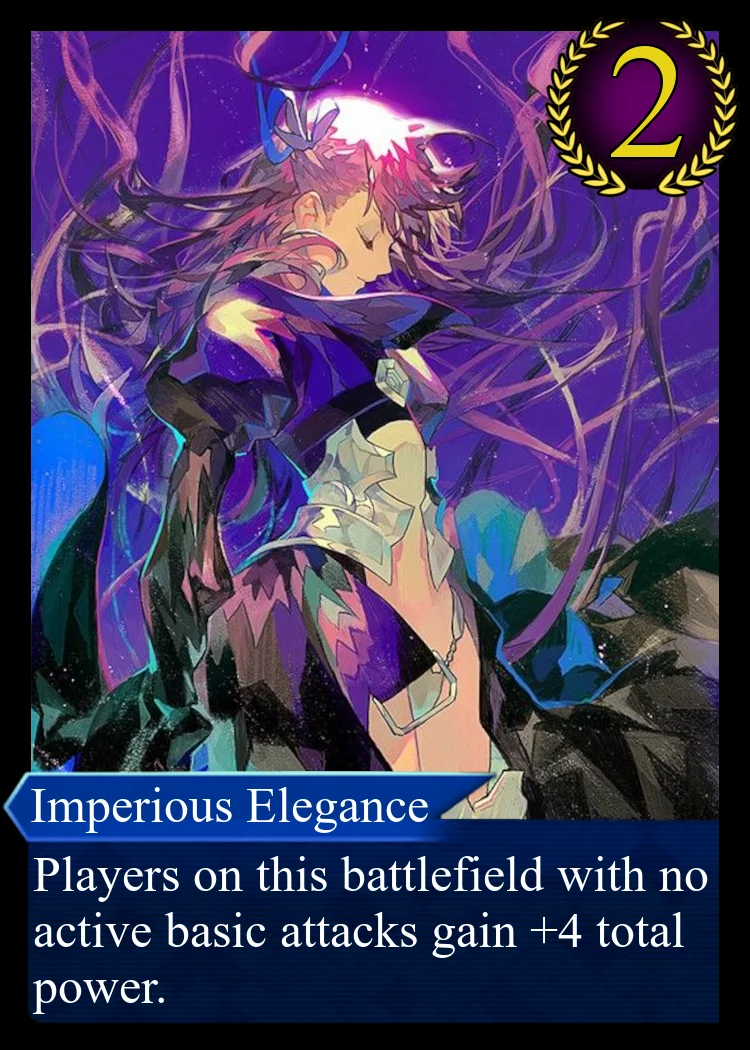 2
Imperious Elegance
Players on this battlefield with no
active basic attacks gain +4 total
power.